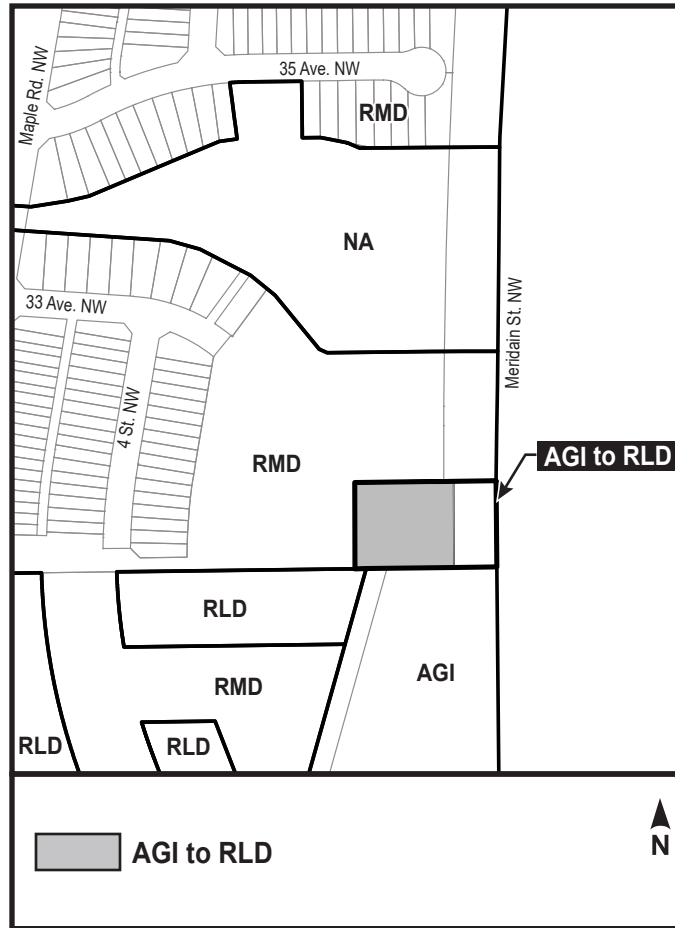 Maple Rd. NW
35 Ave. NW
RMD
NA
Meridain St. NW
33 Ave. NW
4 St. NW
RMD
AGI to RLD
RLD
RMD
AGI
RLD
RLD
AGI to RLD
N